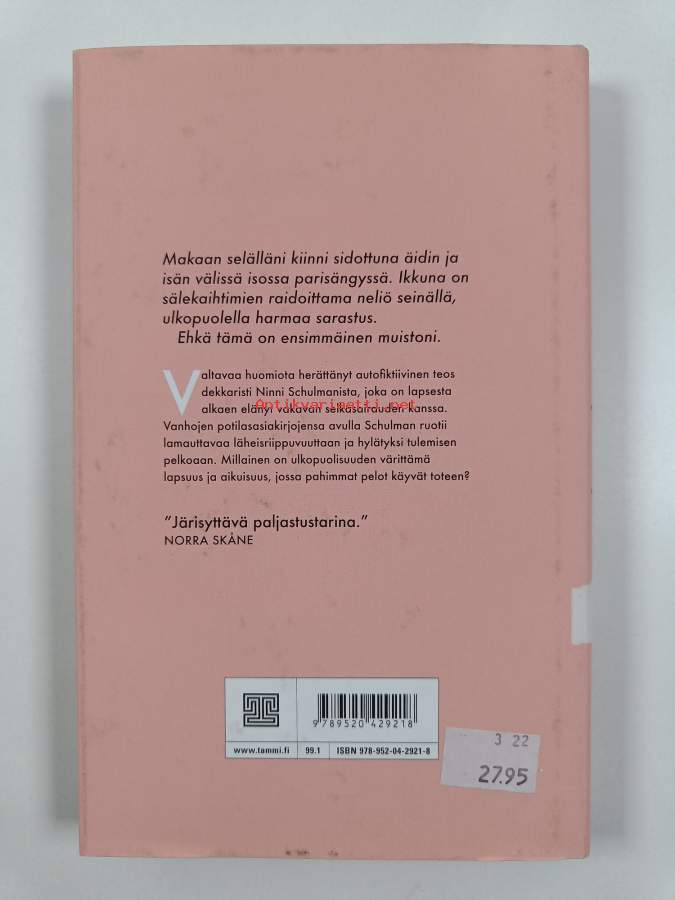 Makaan selälläni kiinni sidottuna äidin ja
isän välissä isossa parisängyssä. Ikkuna on
sälekaihtimien raidoittama neliö seinällä,
ulkopuolella harmaa sarastus.
Ehkä tämä on ensimmäinen muistoni.
Valtavaa huomiota herättänyt autofiktiivinen teos
dekkaristi Ninni Schulmanista, joka on lapsesta
alkaen elänyt vakavan selkäsairauden kanssa.
Antikvariaatti.net
Vanhojen potilasasiakirjojensa avulla Schulman ruotii
lamauttavaa läheisriippuvuuttaan ja hylätyksi tulemisen
pelkoaan. Millainen on ulkopuolisuuden värittämä
lapsuus ja aikuisuus, jossa pahimmat pelot käyvät toteen?
”Järisyttävä paljastustarina.”
NORRA SKÅNE
9 789520 429218
www.tammi.fi 99.1 ISBN 978-952-04-2921-8
3 22
27.95